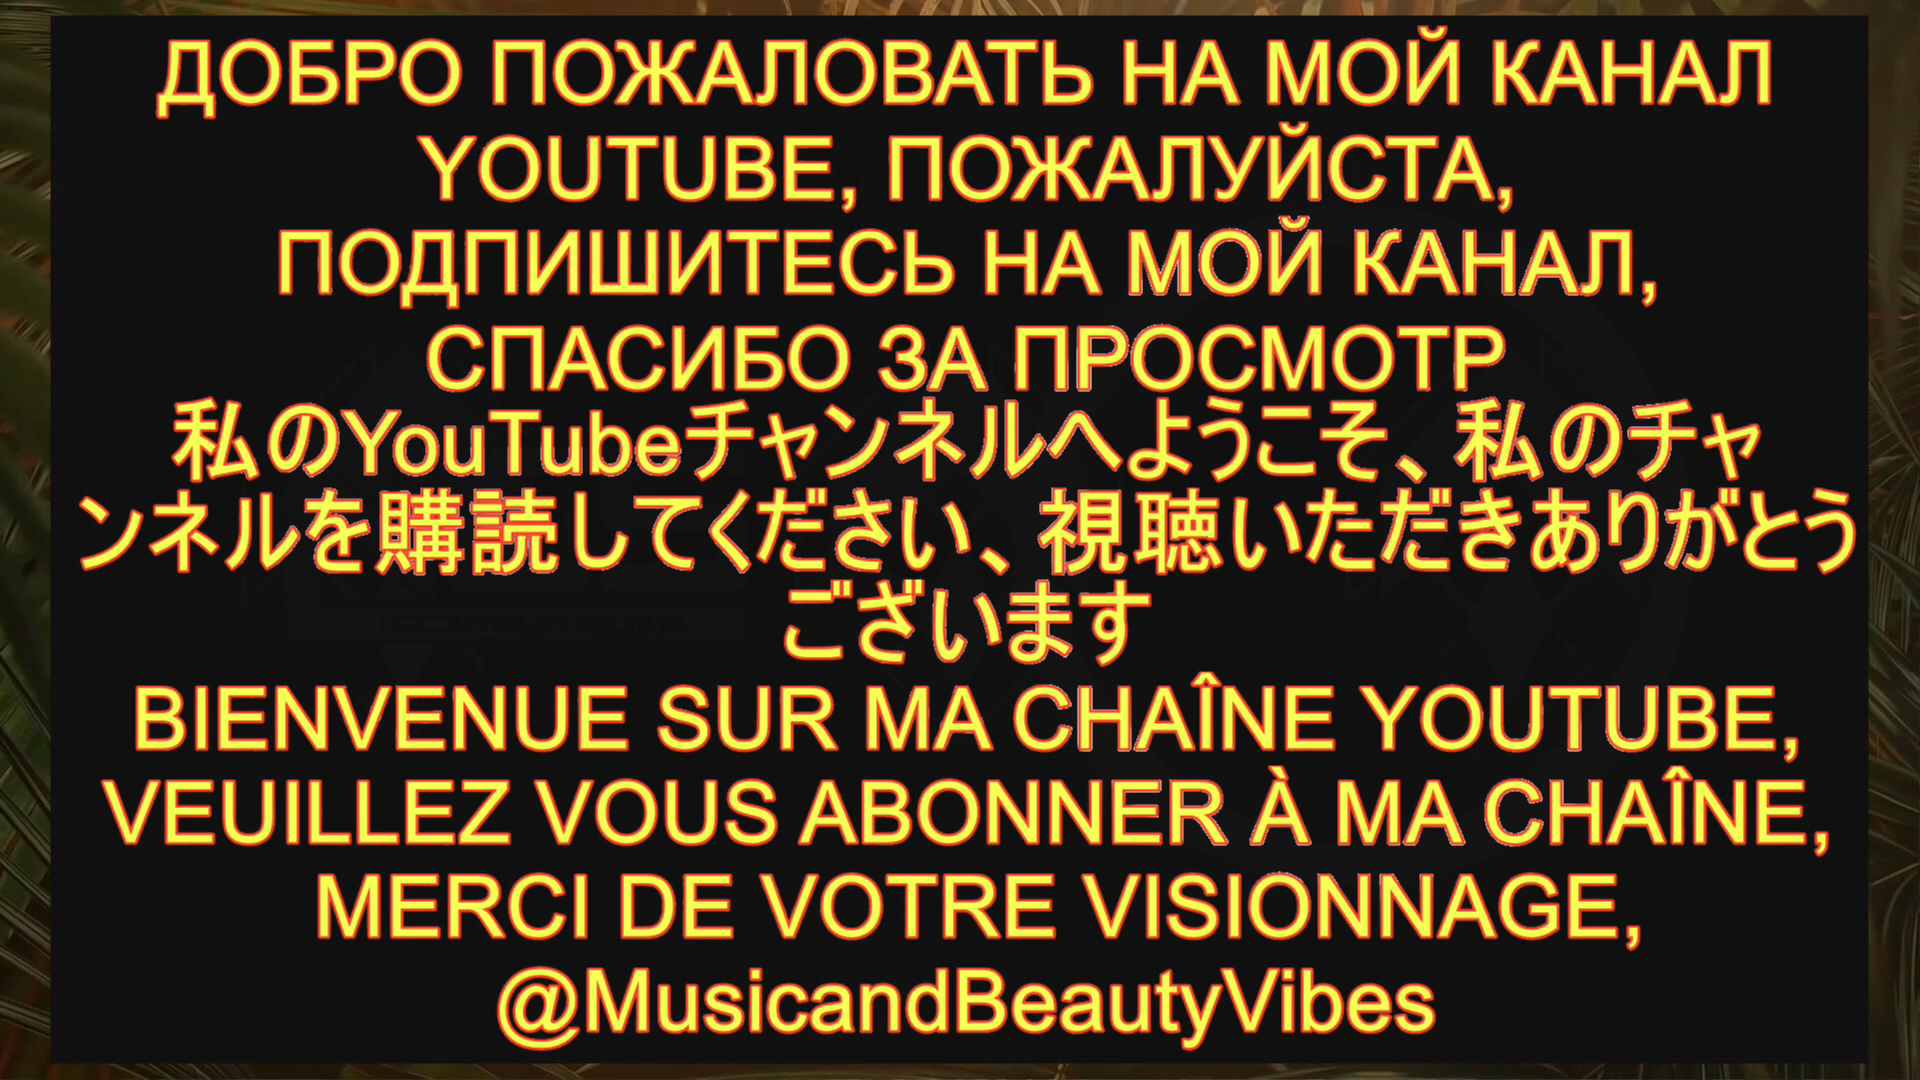 ДОБРО ПОЖАЛОВАТЬ НА МОЙ КАНАЛ
YOUTUBE, ПОЖАЛУЙСТА,
ПОДПИШИТЕСЬ НА МОЙ КАНАЛ,
СПАСИБО ЗА ПРОСМОТР
私のYouTubeチャンネルへようこそ、私のチャ
ンネルを購読してください、視聴いただきありがとう
ございます
BIENVENUE SUR MA CHAÎNE YOUTUBE,
VEUILLEZ VOUS ABONNER À MA CHAÎNE,
MERCI DE VOTRE VISIONNAGE,
@MusicandBeautyVibes